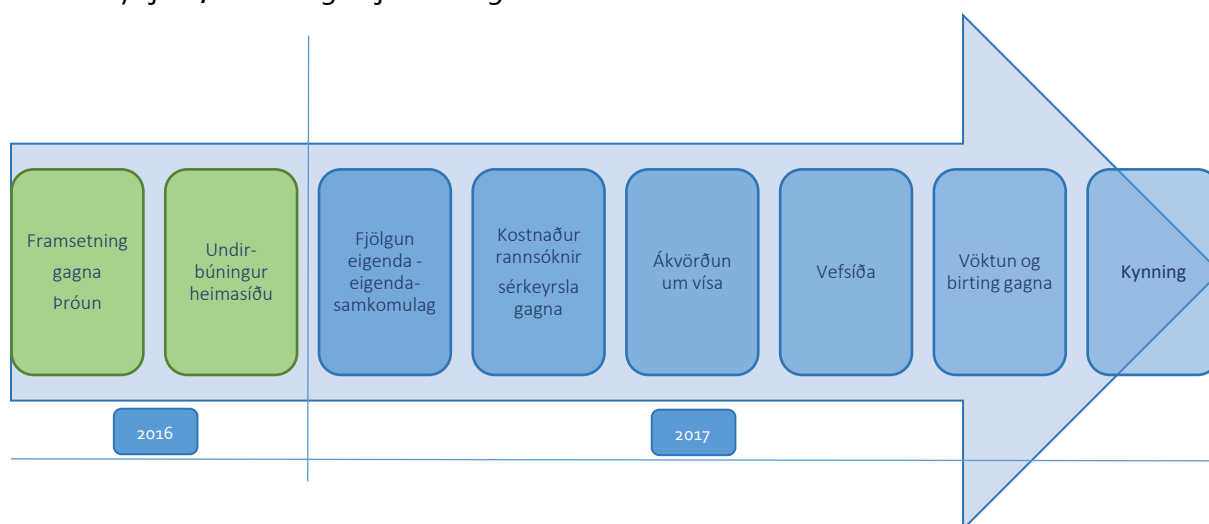 Framsetning
gagna
Þróun
Undir-
búningur
heimasíðu
Fjölgun
eigenda -
eigenda-
samkomulag
Kostnaður
rannsóknir
sérkeyrsla
gagna
Ákvörðun
um vísa
Vefsíða
Vöktun og
birting gagna
Kynning
2016
2017